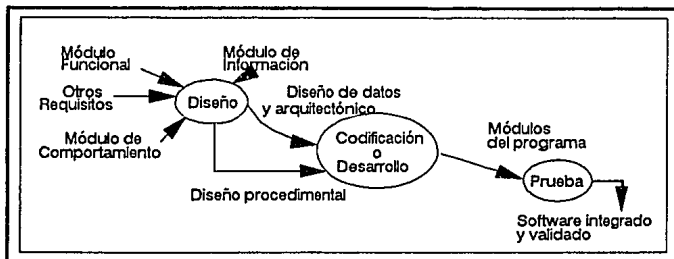 Módulo
Funcional
Módulo de
Información
Otros
Requisitos
Diseño
Diseño de datos
y arquitectónico
Módulo de
Comportamiento
Codificación
o
Desarrollo
Módulos
del programa
Diseño procedimental
Prueba
Software integrado
y validado